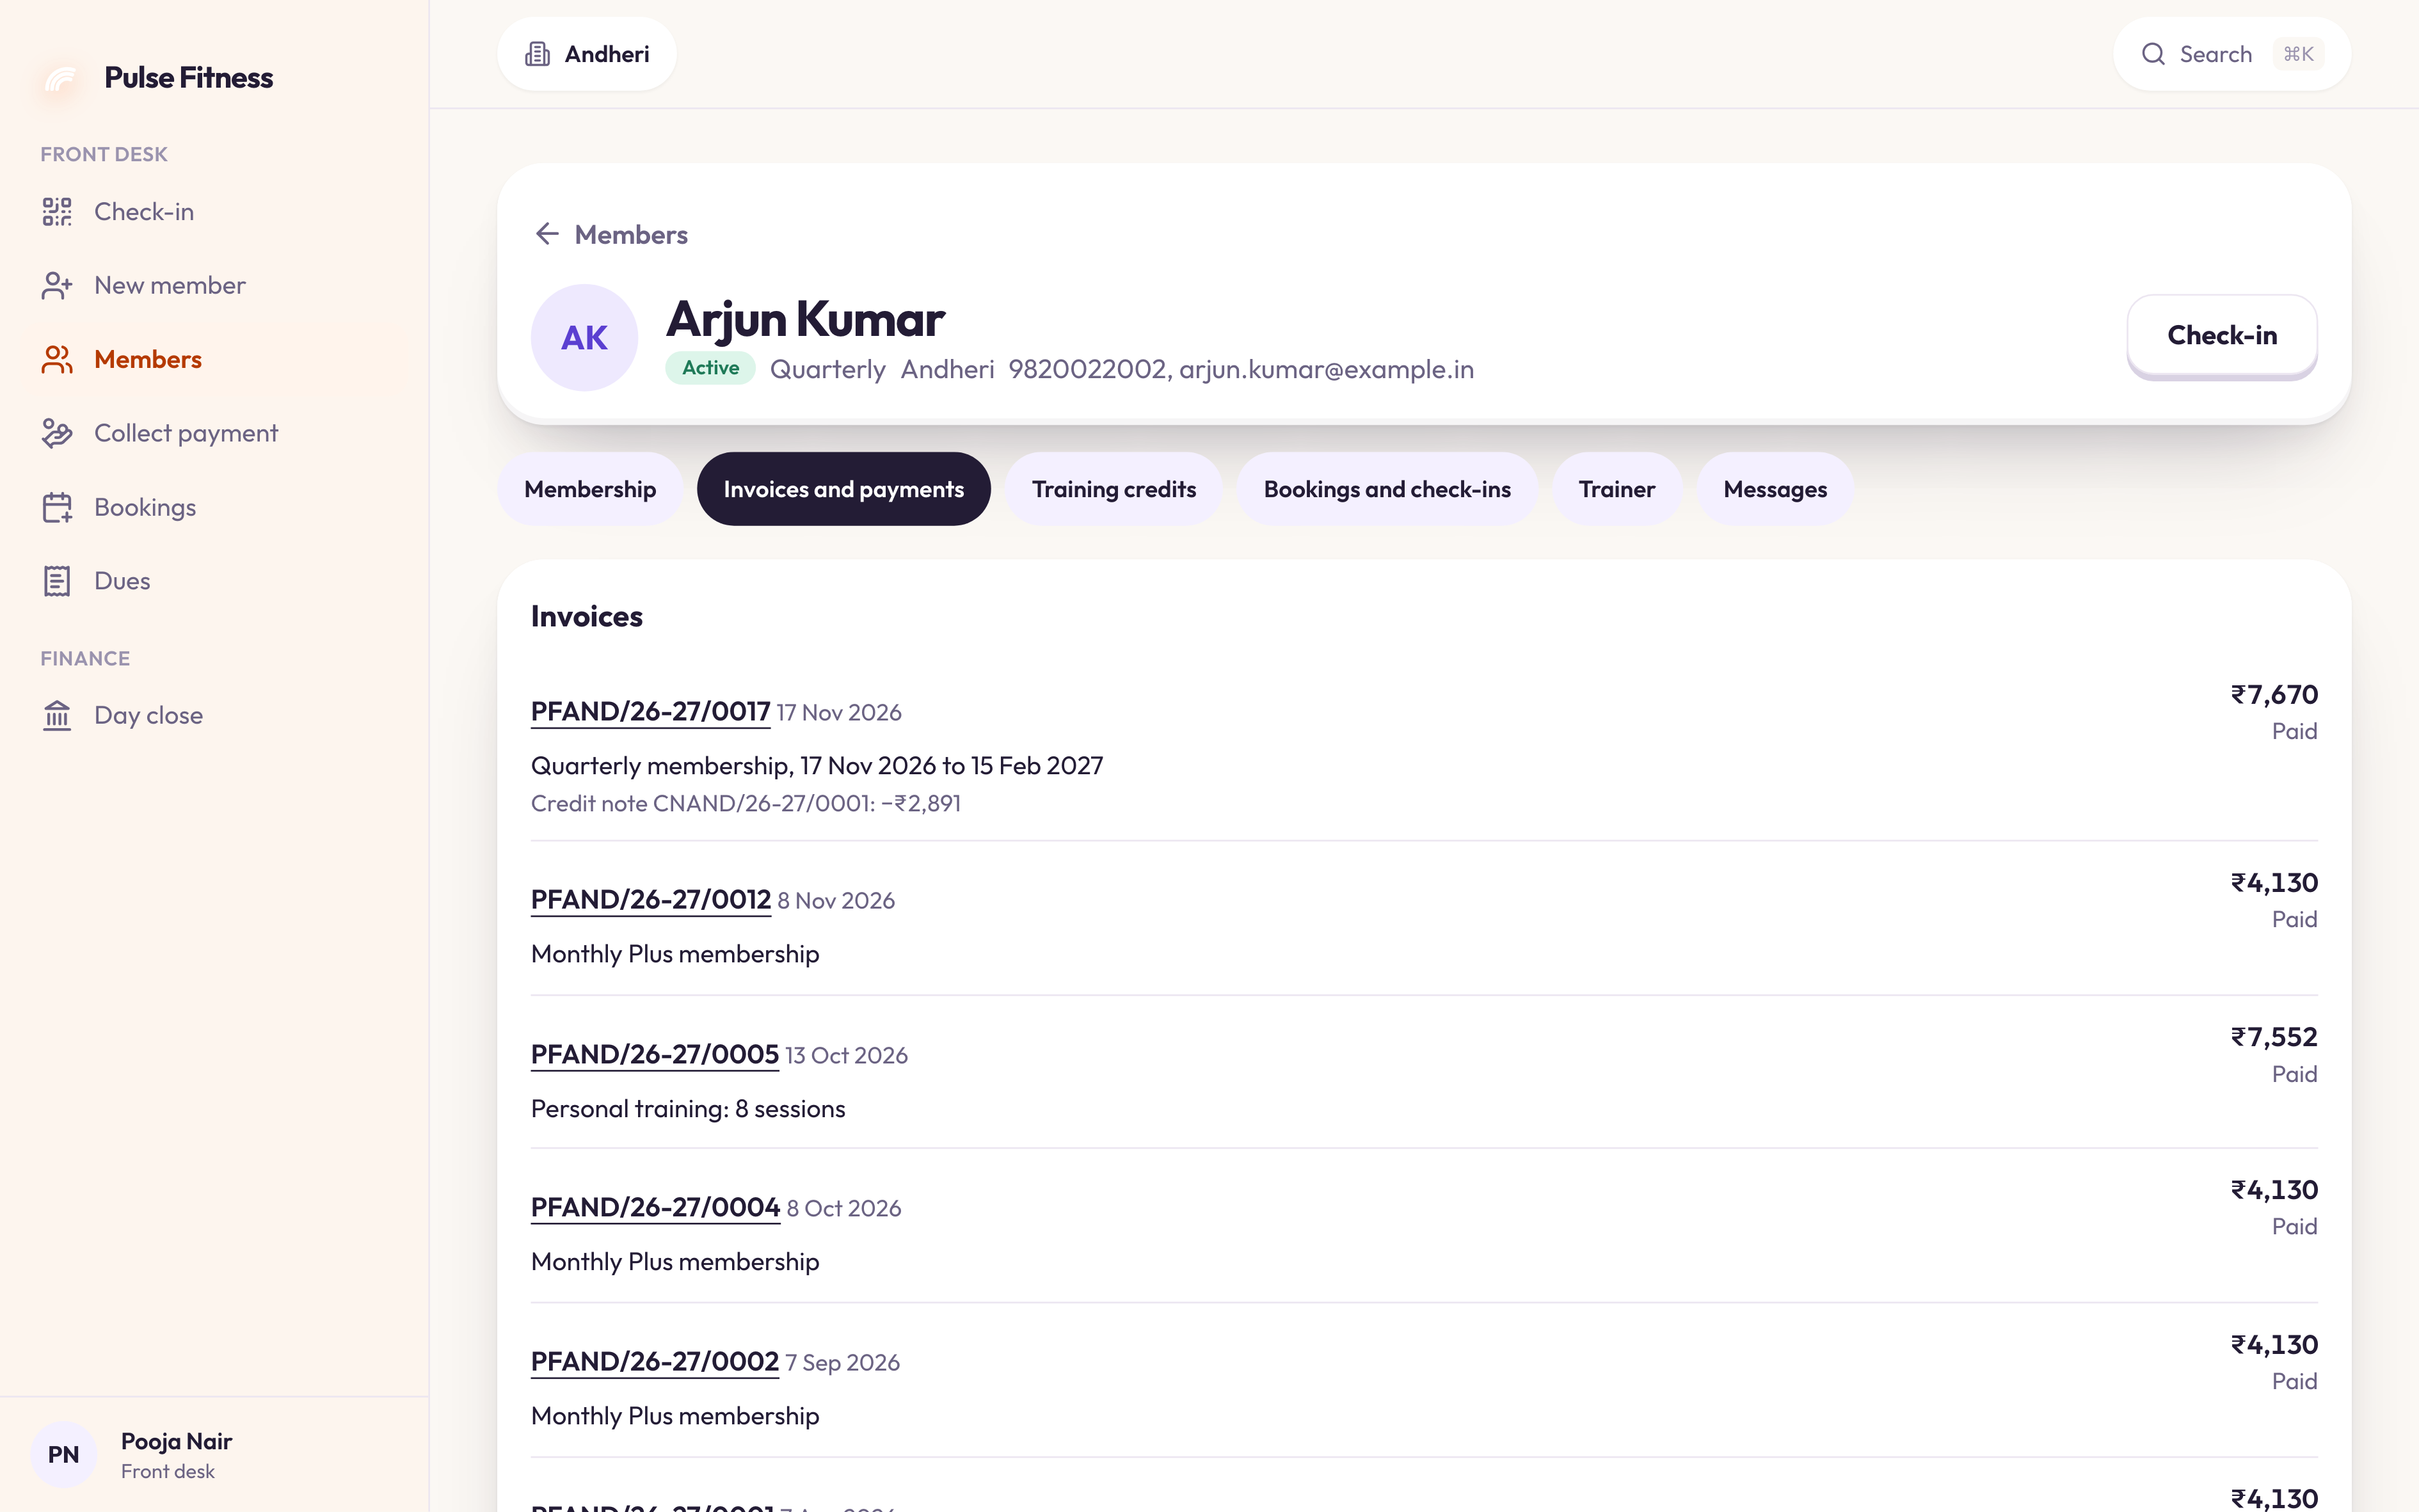 Pulse Fitness
FRONT DESK
Check-in
New member
Members
Collect payment
Bookings
Dues
FINANCE
Day close
PN
Pooja Nair
Front desk
Andheri
Search ⌘K
Members
AK
Arjun Kumar
Active Quarterly Andheri 9820022002, arjun.kumar@example.in
Check-in
Membership
Invoices and payments
Training credits
Bookings and check-ins
Trainer
Messages
Invoices
PFAND/26-27/0017 17 Nov 2026
₹7,670
Paid
Quarterly membership, 17 Nov 2026 to 15 Feb 2027
Credit note CNAND/26-27/0001: −₹2,891
PFAND/26-27/0012 8 Nov 2026
₹4,130
Paid
Monthly Plus membership
PFAND/26-27/0005 13 Oct 2026
₹7,552
Paid
Personal training: 8 sessions
PFAND/26-27/0004 8 Oct 2026
₹4,130
Paid
Monthly Plus membership
PFAND/26-27/0002 7 Sep 2026
₹4,130
Paid
Monthly Plus membership
₹4,130